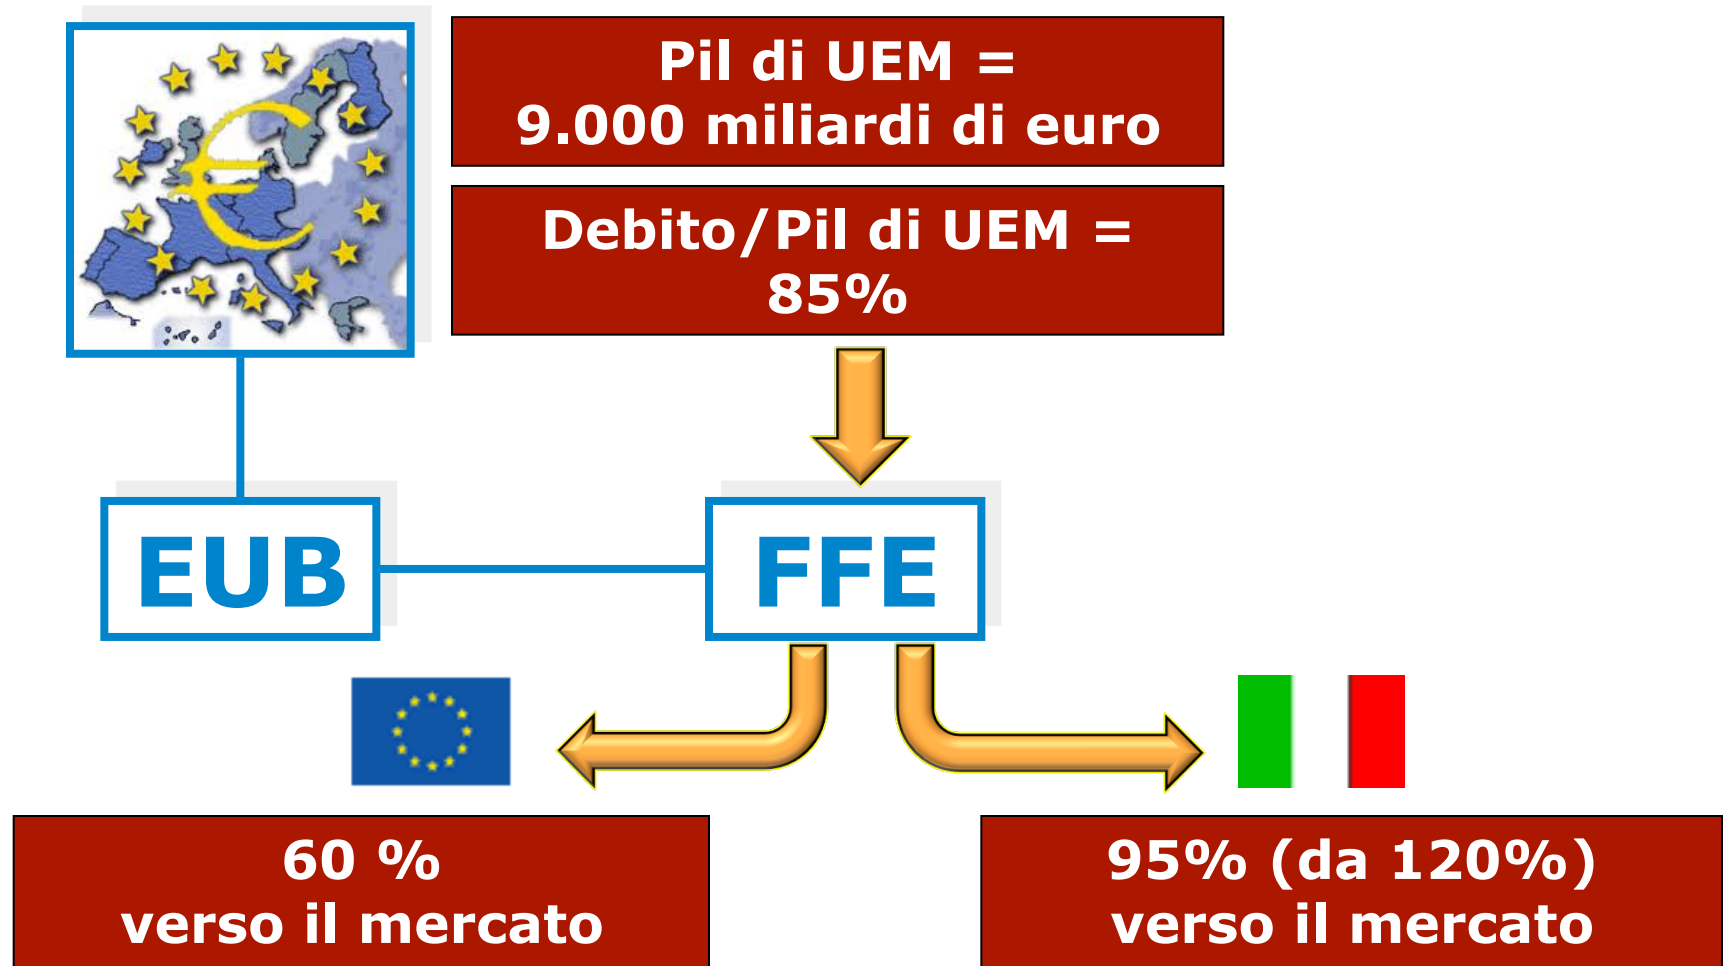 Pil di UEM =
9.000 miliardi di euro
Debito/Pil di UEM =
85%
EUB
FFE
60 %
verso il mercato
95% (da 120%)
verso il mercato